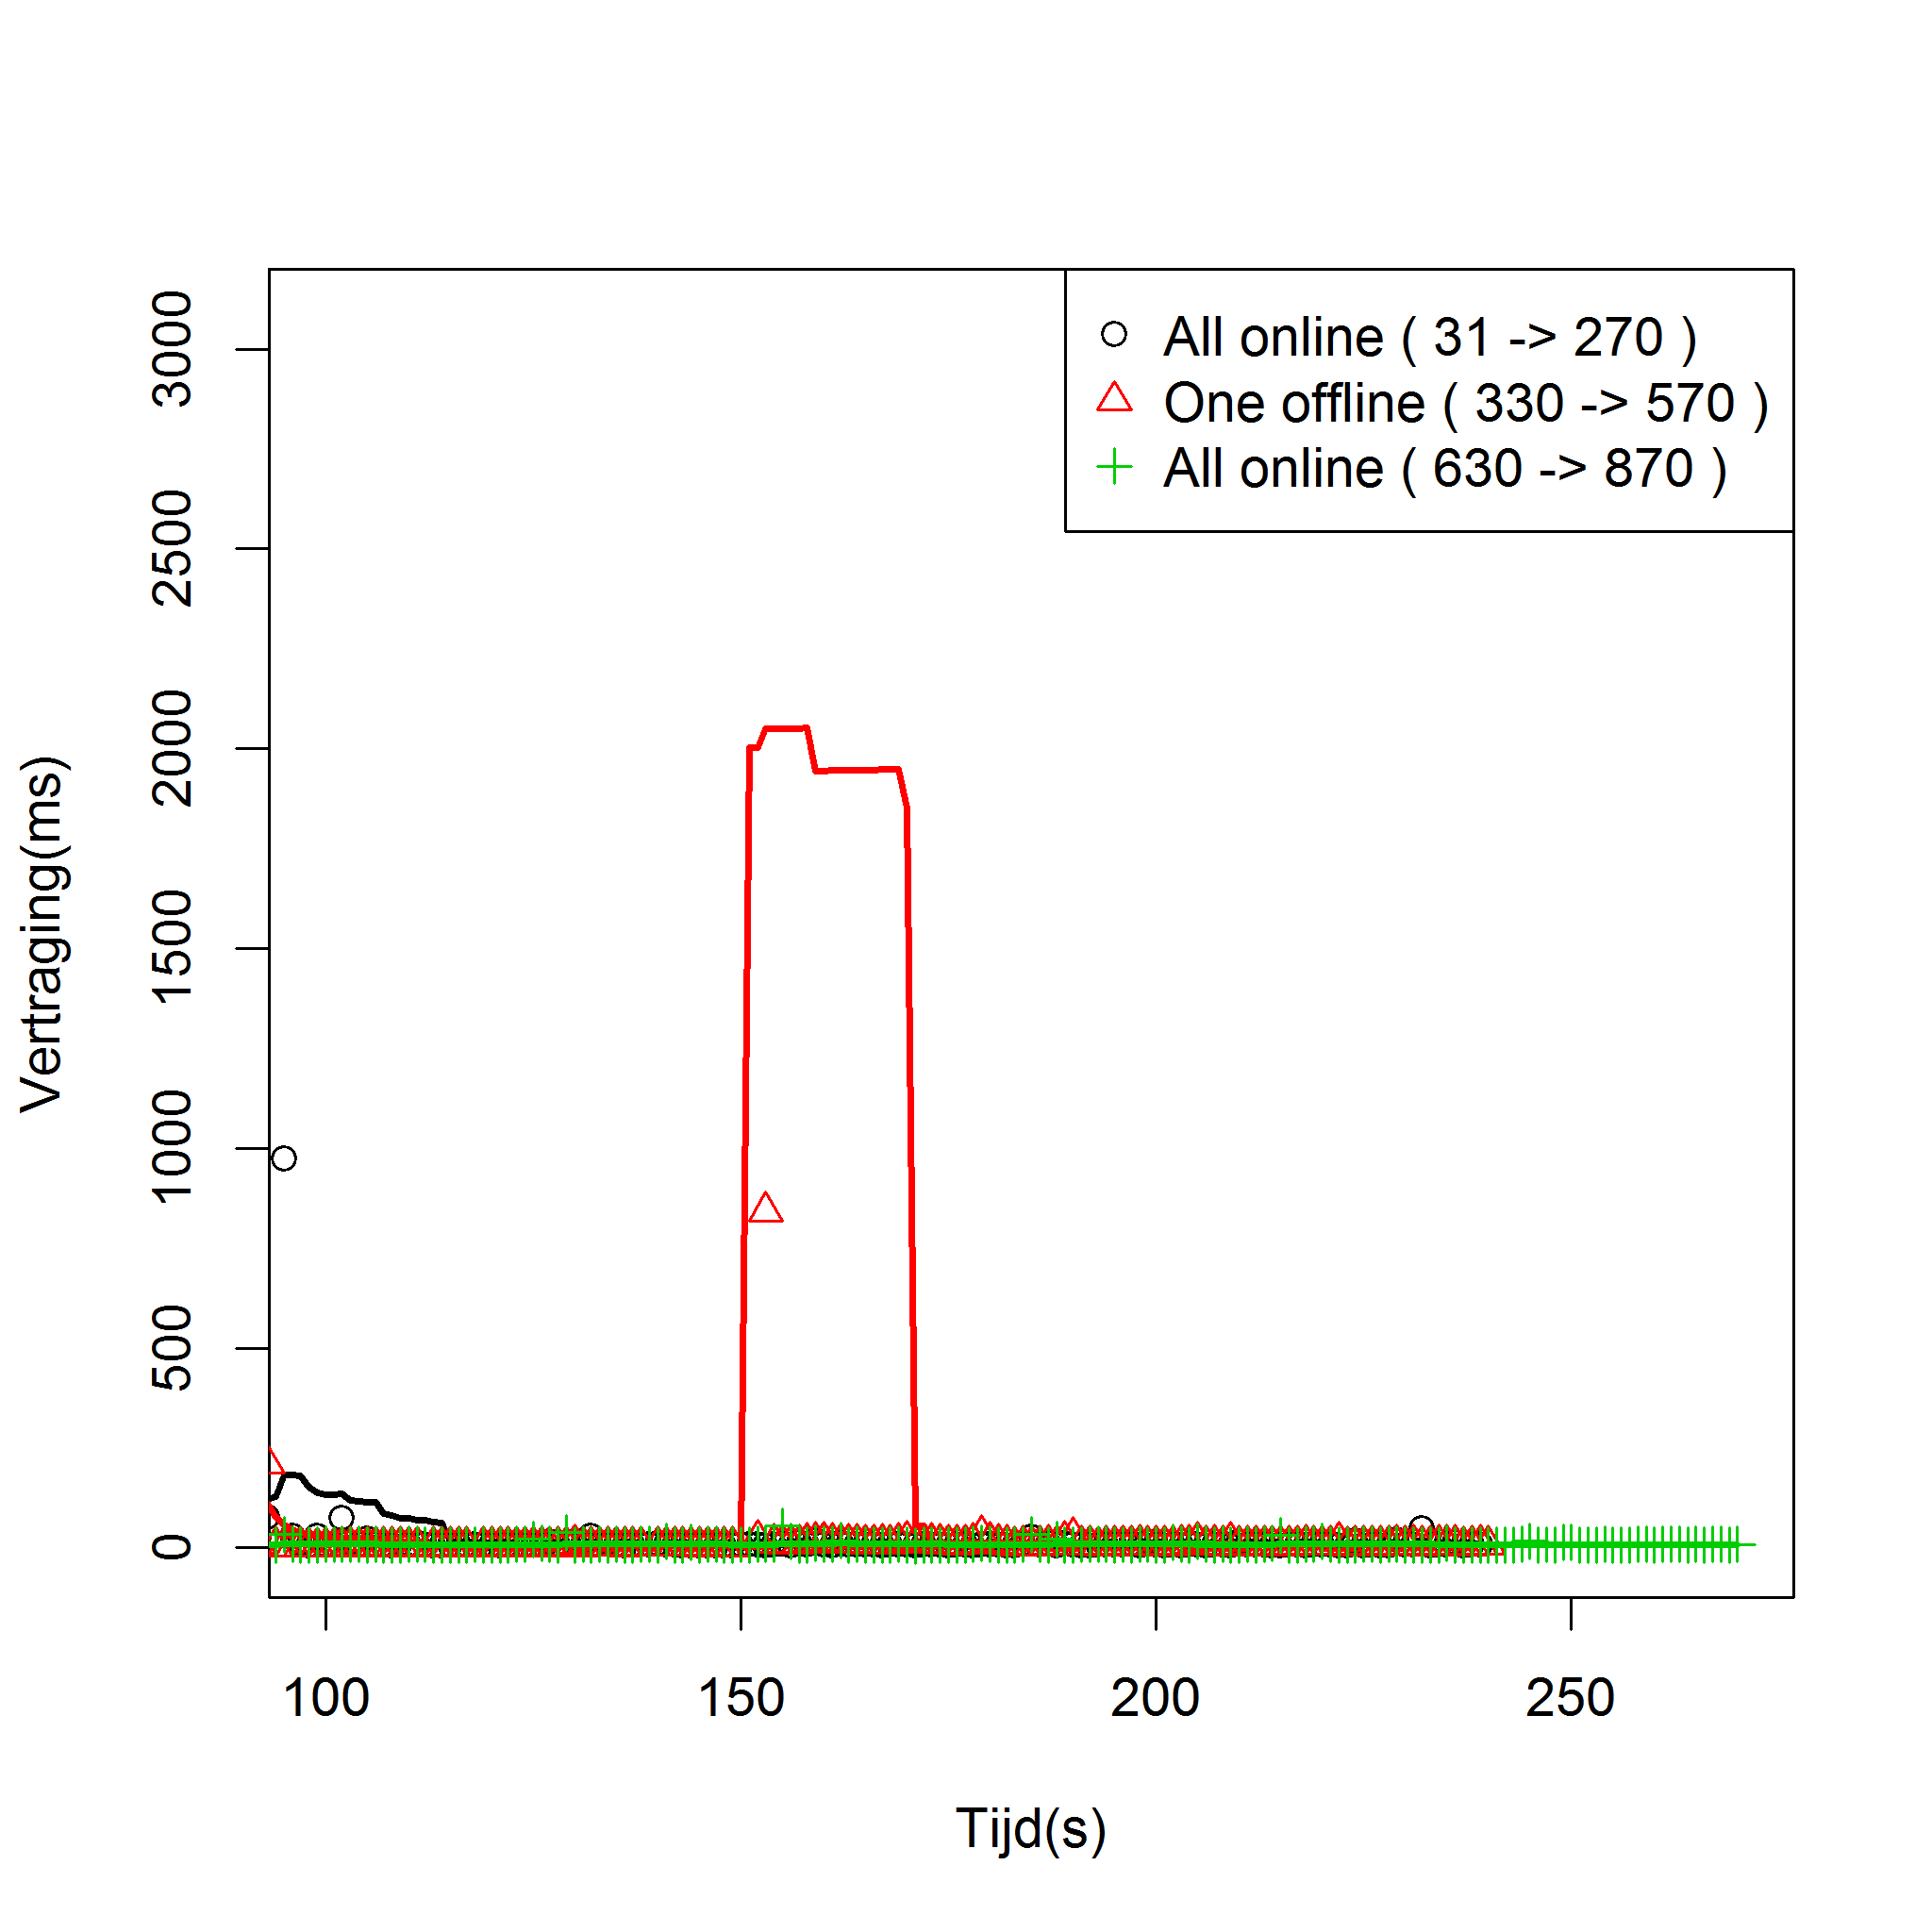 All online ( 31 -> 270 )
One offline ( 330 -> 570 )
All online ( 630 -> 870 )
Vertraging(ms)
3000
2500
2000
1500
1000
500
0
100 150 200 250
Tijd(s)